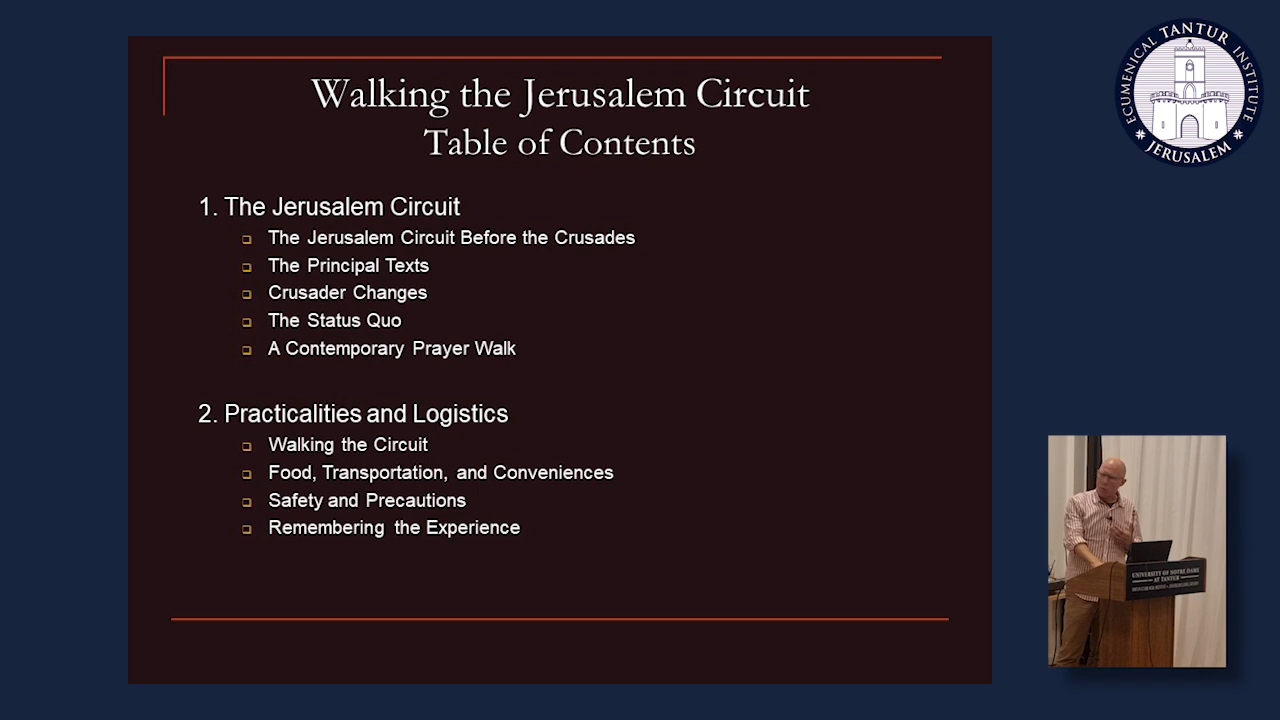 Walking the Jerusalem Circuit
Table of Contents
1. The Jerusalem Circuit
The Jerusalem Circuit Before the Crusades
The Principal Texts
Crusader Changes
The Status Quo
A Contemporary Prayer Walk
2. Practicalities and Logistics
Walking the Circuit
Food, Transportation, and Conveniences
Safety and Precautions
Remembering the Experience
ECUMENICAL TANTUR INSTITUTE
JERUSALEM
UNIVERSITY OF NOTRE DAME
AT TANTUR